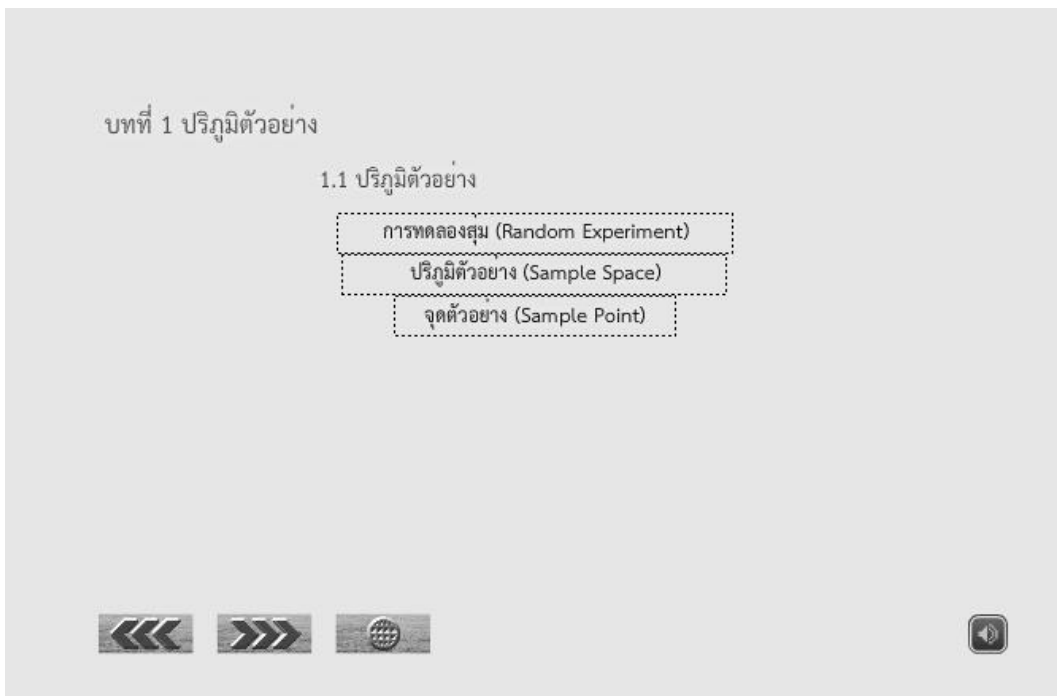 บทที่ 1 ปริภูมิตัวอย่าง
1.1 ปริภูมิตัวอย่าง
การทดลองสุ่ม (Random Experiment)
ปริภูมิตัวอย่าง (Sample Space)
จุดตัวอย่าง (Sample Point)